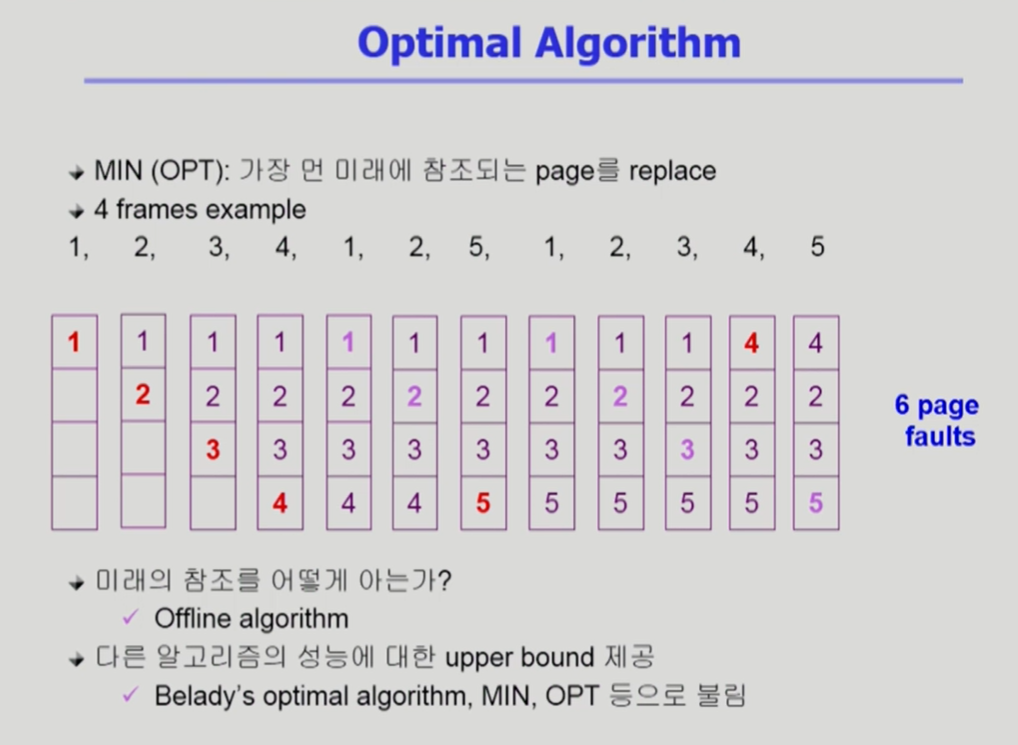 Optimal Algorithm
MIN (OPT): 가장 먼 미래에 참조되는 page를 replace
4 frames example
1, 2, 3, 4, 1, 2, 5, 1, 2, 3, 4, 5
1 1 1 1 1 1 1 1 1 1 4 4
2 2 2 2 2 2 2 2 2 2 2
3 3 3 3 3 3 3 3 3 3
4 4 4 5 5 5 5 5 5
6 page
faults
미래의 참조를 어떻게 아는가?
✓ Offline algorithm
다른 알고리즘의 성능에 대한 upper bound 제공
✓ Belady's optimal algorithm, MIN, OPT 등으로 불림